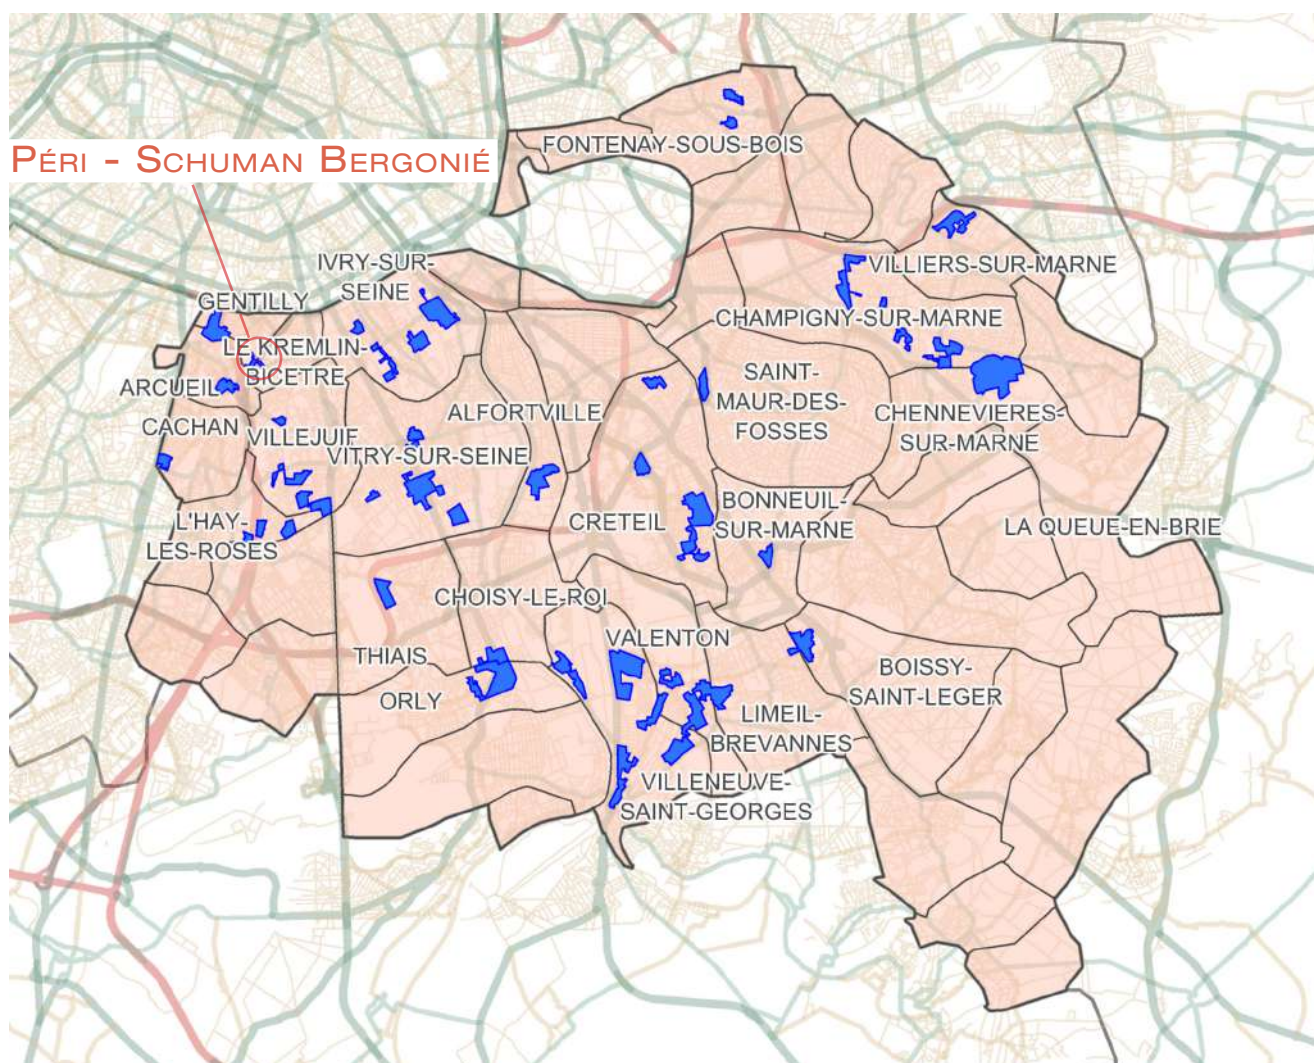 FONTENAY-SOUS-BOIS
PÉRI - SCHUMAN BERGONIÉ
IVRY-SUR-
SEINE
VILLIERS-SUR-MARNE
GENTILLY
CHAMPIGNY-SUR-MARNE
LE KREMLIN-
BICETRE
ARCUEIL
SAINT-
MAUR-DES-
FOSSES
ALFORTVILLE
CHENNEVIERES-
SUR-MARNE
CACHAN
VILLEJUIF
VITRY-SUR-SEINE
BONNEUIL-
SUR-MARNE
L'HAY-
LES-ROSES
CRETEIL
LA QUEUE-EN-BRIE
CHOISY-LE-ROI
VALENTON
THIAIS
BOISSY-
SAINT-LEGER
ORLY
LIMEIL-
BREVANNES
VILLENEUVE-
SAINT-GEORGES